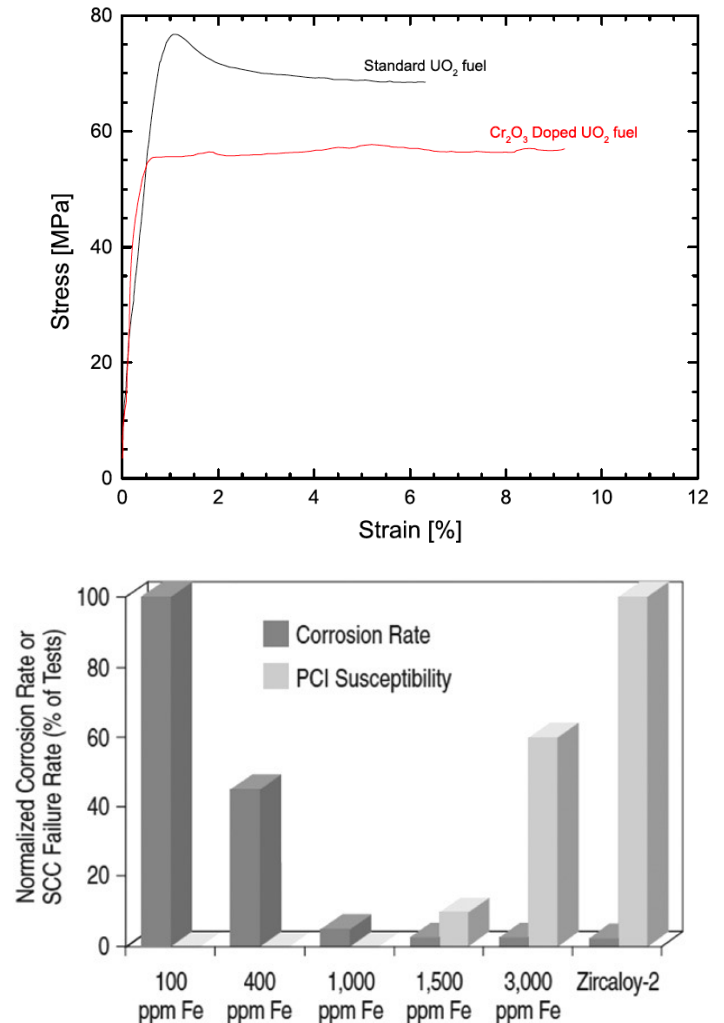 80
Standard UO₂ fuel
60
Cr₂O₃ Doped UO₂ fuel
Stress [MPa]
40
20
0
0 2 4 6 8 10 12
Strain [%]
100
Corrosion Rate
PCI Susceptibility
80
Normalized Corrosion Rate or
SCC Failure Rate (% of Tests)
60
40
20
0
100 400 1,000 1,500 3,000 Zircaloy-2
ppm Fe ppm Fe ppm Fe ppm Fe ppm Fe